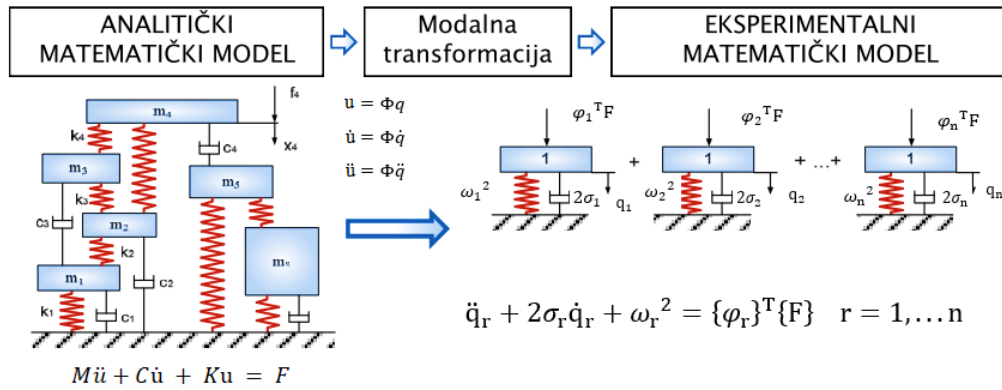 ANALITIČKI
MATEMATIČKI MODEL
Modalna
transformacija
EKSPERIMENTALNI
MATEMATIČKI MODEL
f₄
m₄
x₄
k₄
c₄
m₃
m₅
k₃
c₃
m₂
k₂
m₁
c₂
k₁
c₁
u = Φq
u̇ = Φq̇
ü = Φq̈
φ₁ᵀF
1
ω₁²
2σ₁
q₁
+
φ₂ᵀF
1
ω₂²
2σ₂
q₂
+ ...+
φₙᵀF
1
ωₙ²
2σₙ
qₙ
q̈ᵣ + 2σᵣq̇ᵣ + ωᵣ² = {φᵣ}ᵀ{F} r = 1, … n
Mü + Cu̇ + Ku = F